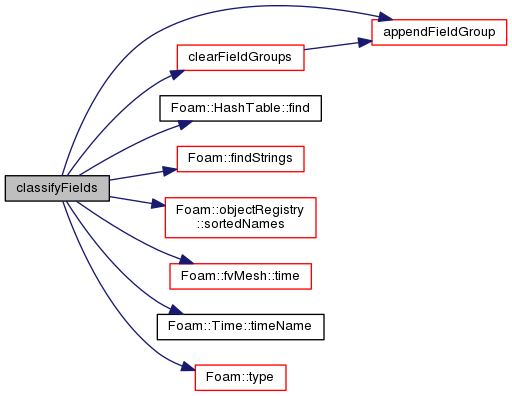 appendFieldGroup
clearFieldGroups
Foam::HashTable::find
Foam::findStrings
classifyFields
Foam::objectRegistry
::sortedNames
Foam::fvMesh::time
Foam::Time::timeName
Foam::type